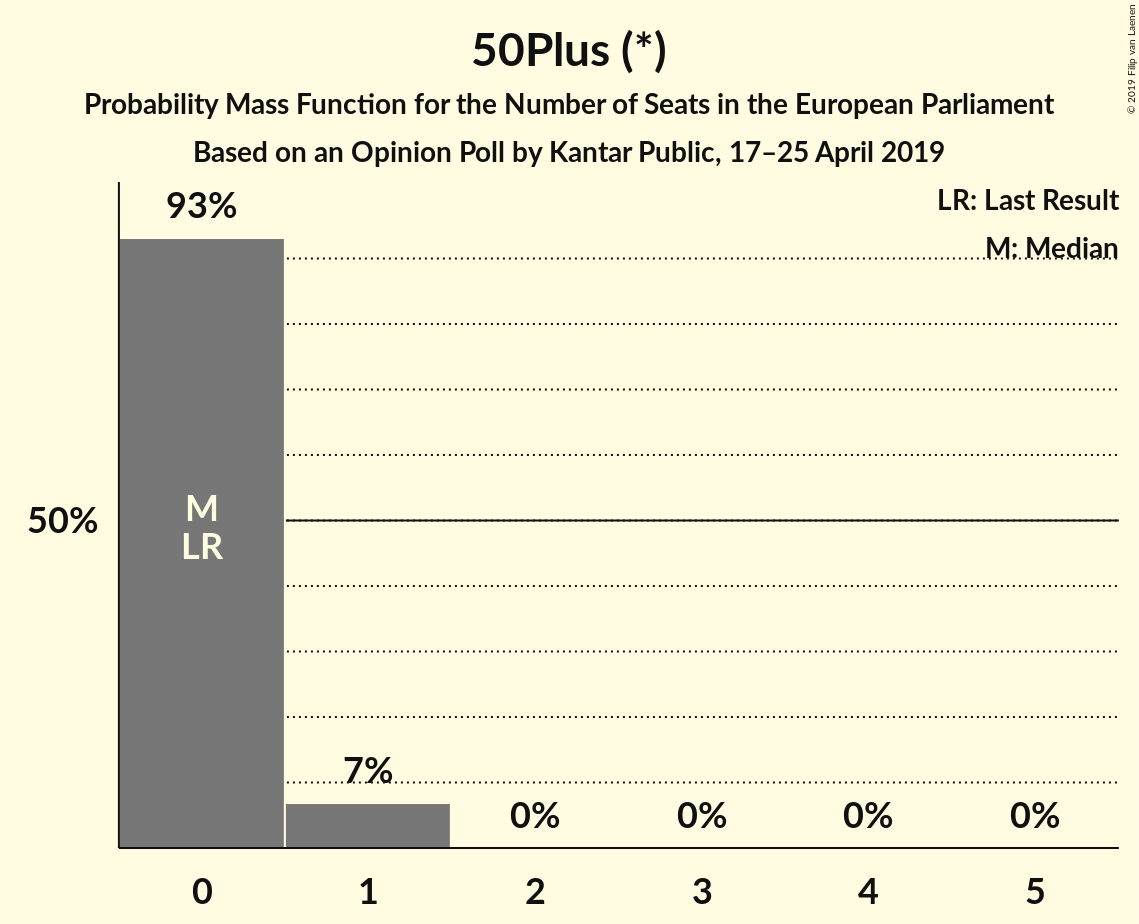 50Plus (*)
Probability Mass Function for the Number of Seats in the European Parliament
Based on an Opinion Poll by Kantar Public, 17–25 April 2019
© 2019 Filip van Laenen
LR: Last Result
M: Median
93%
50%
M
LR
7%
0%
0%
0%
0%
0
1
2
3
4
5